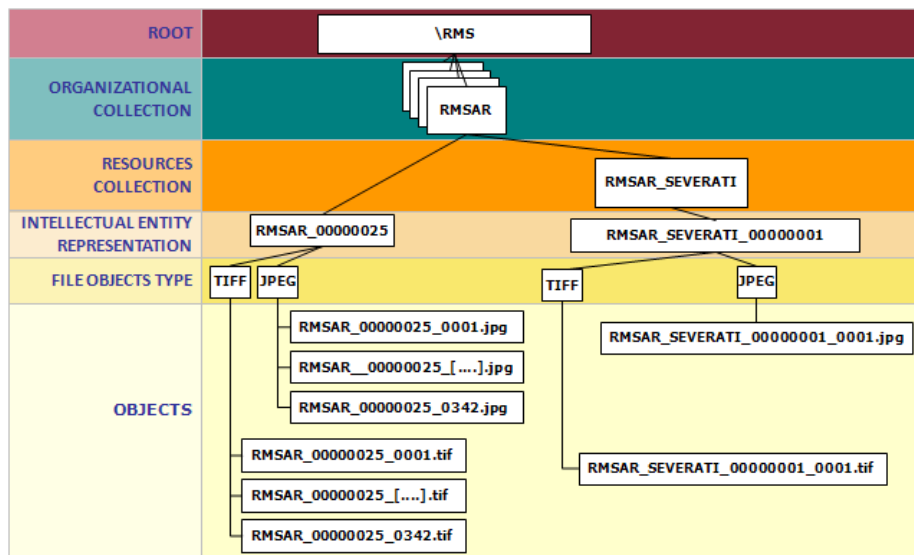 ROOT
\RMS
ORGANIZATIONAL
COLLECTION
RMSAR
RESOURCES
COLLECTION
RMSAR_SEVERATI
INTELLECTUAL ENTITY
REPRESENTATION
RMSAR_00000025
RMSAR_SEVERATI_00000001
FILE OBJECTS TYPE
TIFF
JPEG
TIFF
JPEG
OBJECTS
RMSAR_00000025_0001.jpg
RMSAR__00000025_[....].jpg
RMSAR_00000025_0342.jpg
RMSAR_00000025_0001.tif
RMSAR_00000025_[....].tif
RMSAR_00000025_0342.tif
RMSAR_SEVERATI_00000001_0001.jpg
RMSAR_SEVERATI_00000001_0001.tif